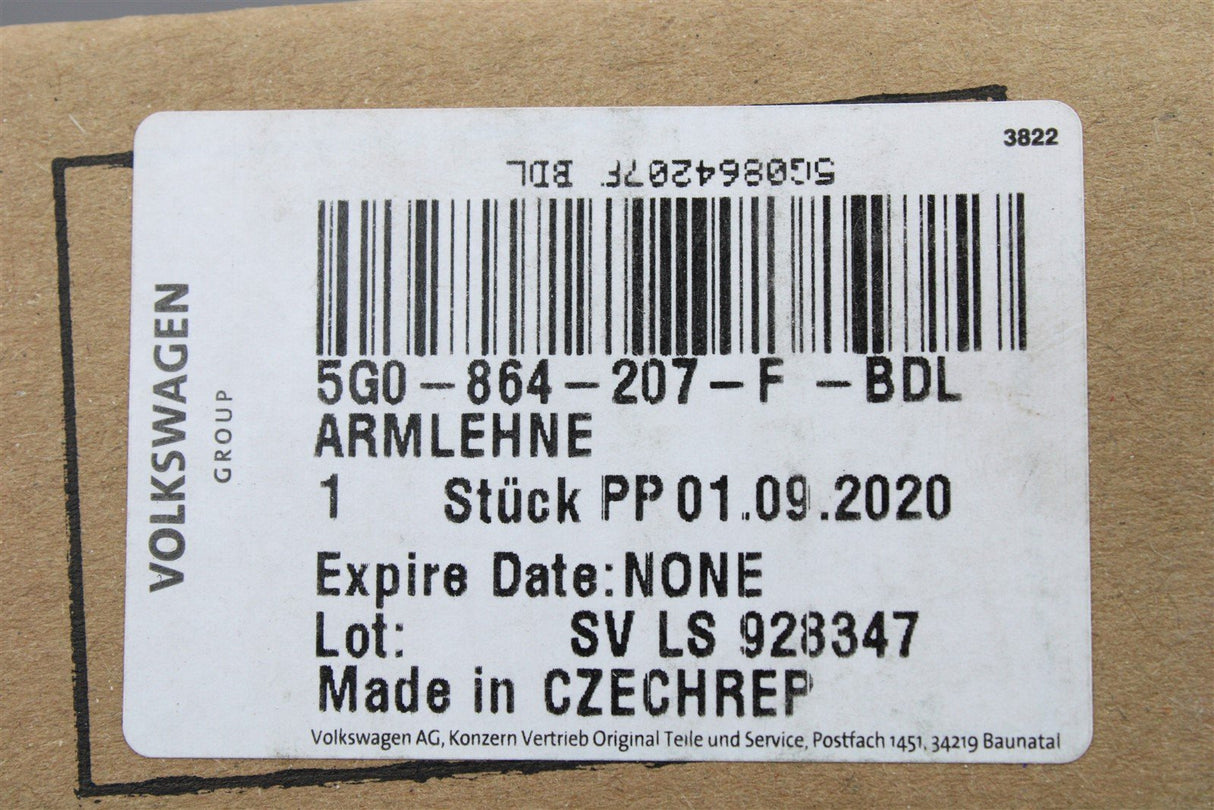 3822
5G0864207F BDL
5G0-864-207-F -BDL
ARMLEHNE
1 Stück PP 01.09.2020
Expire Date:NONE
Lot: SV LS 928347
Made in CZECHREP
Volkswagen AG, Konzern Vertrieb Original Teile und Service, Postfach 1451, 34219 Baunatal
VOLKSWAGEN
GROUP